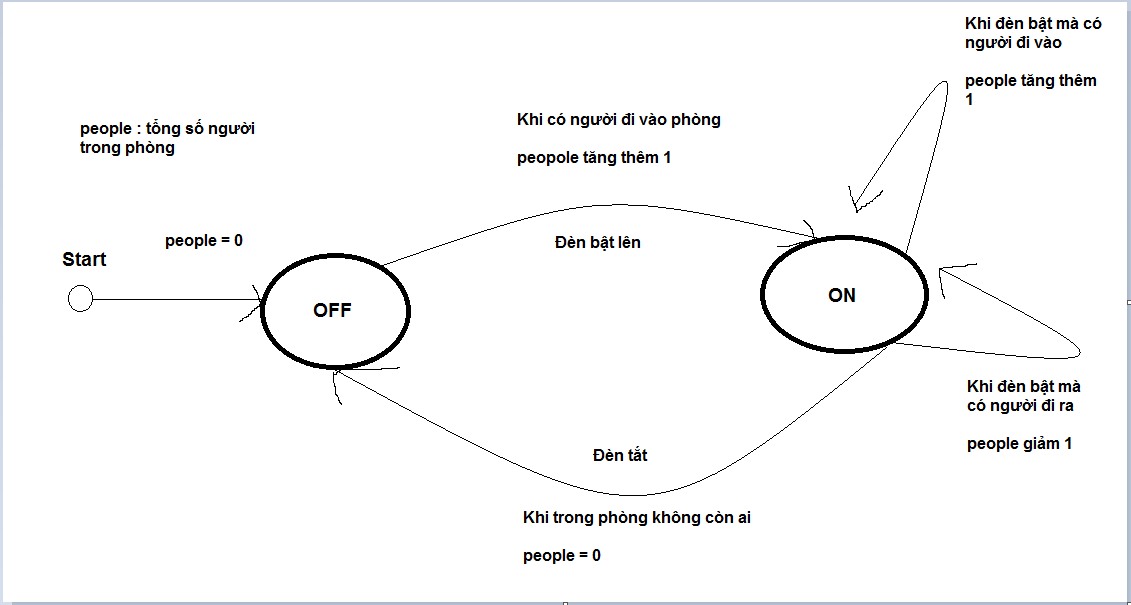 Khi đèn bật mà có
người đi vào
people tăng thêm
1
people : tổng số người
trong phòng
Khi có người đi vào phòng
peopole tăng thêm 1
people = 0
Đèn bật lên
Start
OFF
ON
Khi đèn bật mà
có người đi ra
people giảm 1
Đèn tắt
Khi trong phòng không còn ai
people = 0